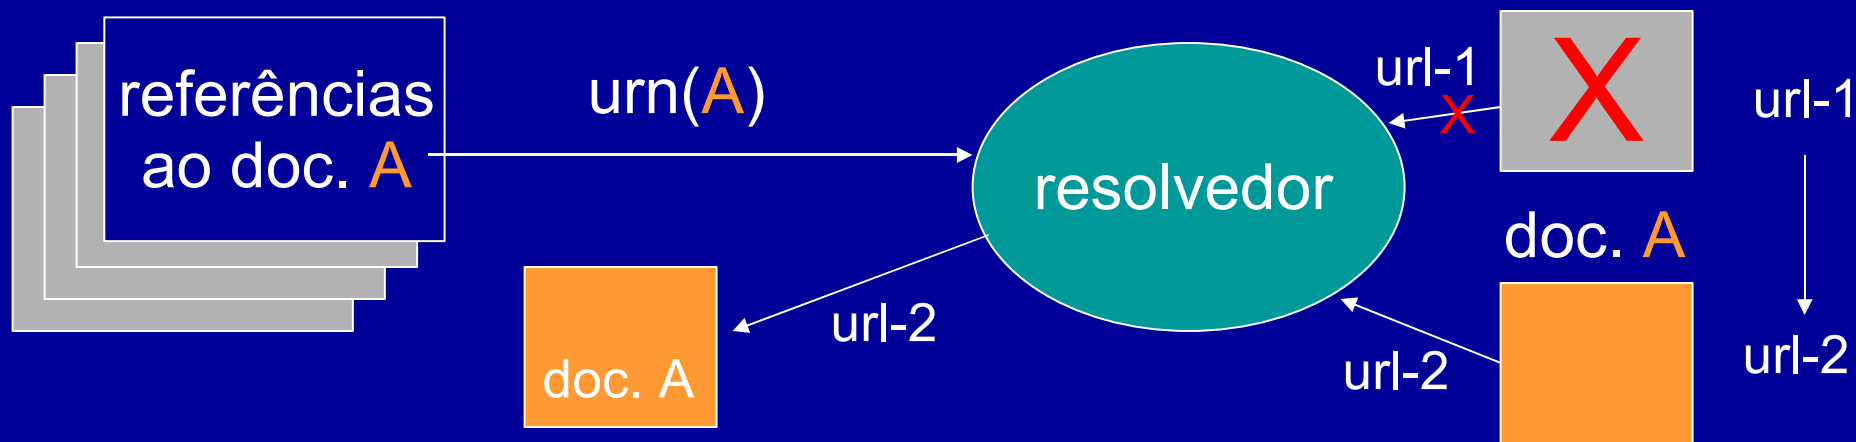 referências
ao doc. A
urn(A)
resolvedor
url-1
X
X
url-1
doc. A
url-2
doc. A
url-2
url-2